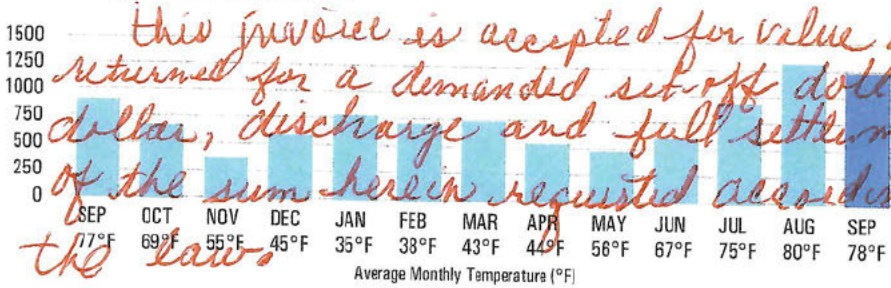 this invoice is accepted for value
returned for a demanded set-off doll
dollar, discharge and full settlem
of the sum herein requested accordin
the law.
1500
1250
1000
750
500
250
0
SEP OCT NOV DEC JAN FEB MAR APR MAY JUN JUL AUG SEP
77°F 69°F 55°F 45°F 35°F 38°F 43°F 44°F 56°F 67°F 75°F 80°F 78°F
Average Monthly Temperature (°F)